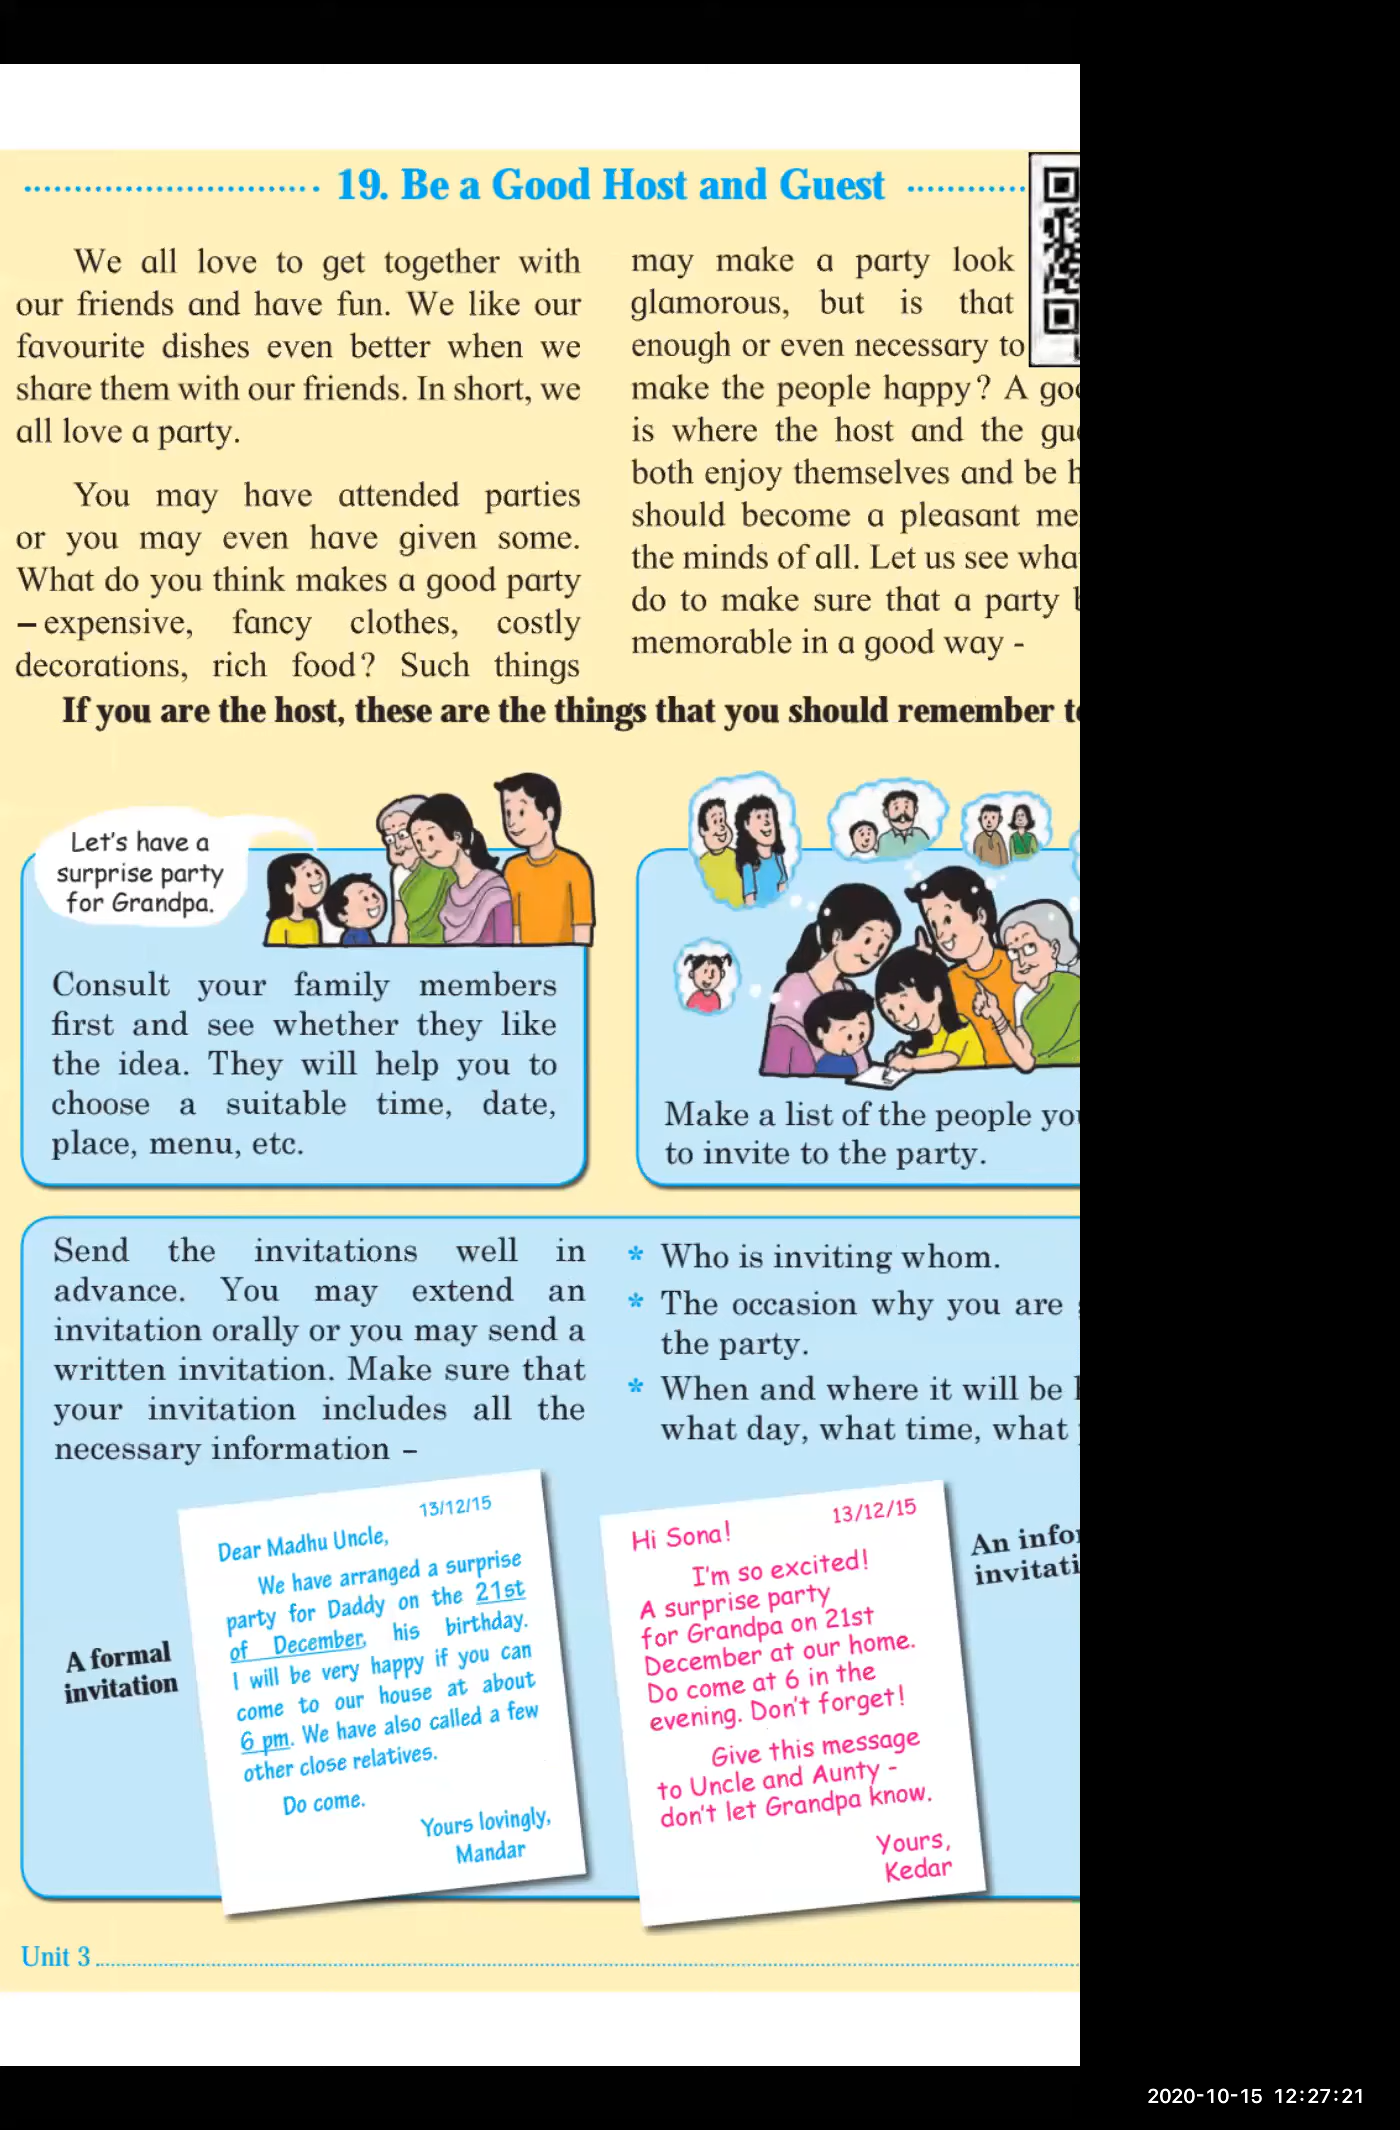 19. Be a Good Host and Guest
We all love to get together with
our friends and have fun. We like our
favourite dishes even better when we
share them with our friends. In short, we
all love a party.
You may have attended parties
or you may even have given some.
What do you think makes a good party
– expensive, fancy clothes, costly
decorations, rich food? Such things
may make a party look
glamorous, but is that
enough or even necessary to
make the people happy? A
is where the host and the
both enjoy themselves and be
should become a pleasant
the minds of all. Let us see
do to make sure that a party
memorable in a good way -
If you are the host, these are the things that you should remember
Let's have a
surprise party
for Grandpa.
Consult your family members
first and see whether they like
the idea. They will help you to
choose a suitable time, date,
place, menu, etc.
Make a list of the people
to invite to the party.
Send the invitations well in
advance. You may extend an
invitation orally or you may send a
written invitation. Make sure that
your invitation includes all the
necessary information –
* Who is inviting whom.
* The occasion why you are
the party.
* When and where it will be
what day, what time, what
A formal
invitation
13/12/15
Dear Madhu Uncle,
We have arranged a surprise
party for Daddy on the 21st
of December, his birthday.
I will be very happy if you can
come to our house at about
6 pm. We have also called a few
other close relatives.
Do come.
Yours lovingly,
Mandar
13/12/15
Hi Sona!
I'm so excited!
A surprise party
for Grandpa on 21st
December at our home.
Do come at 6 in the
evening. Don't forget!
Give this message
to Uncle and Aunty -
don't let Grandpa know.
Yours,
Kedar
An
Unit 3
2020-10-15 12:27:21